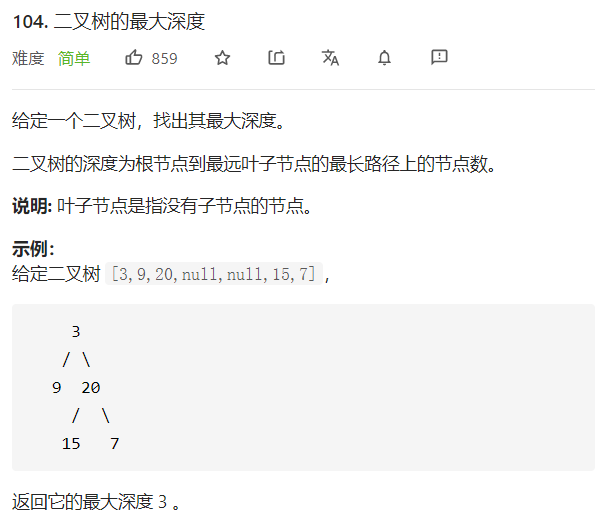 104. 二叉树的最大深度
难度 简单 859
给定一个二叉树，找出其最大深度。
二叉树的深度为根节点到最远叶子节点的最长路径上的节点数。
说明: 叶子节点是指没有子节点的节点。
示例：
给定二叉树 [3,9,20,null,null,15,7]，
3
/ \
9 20
/ \
15 7
返回它的最大深度 3 。